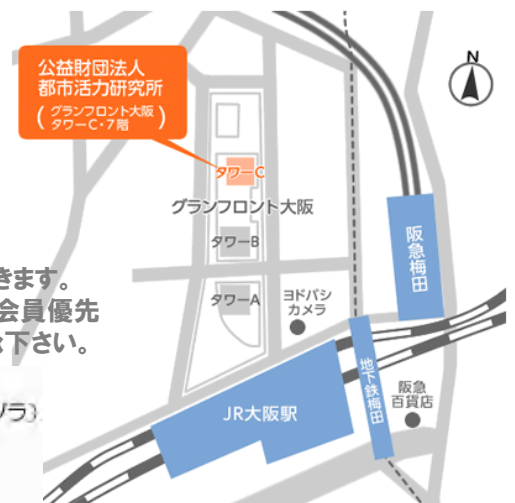 公益財団法人
都市活力研究所
(グランフロント大阪
タワーC・7階)
N
タワーC
グランフロント大阪
タワーB
タワーA
ヨドバシ
カメラ
阪急梅田
地下鉄梅田
阪急
百貨店
JR大阪駅
きます。
会員優先
下さい。